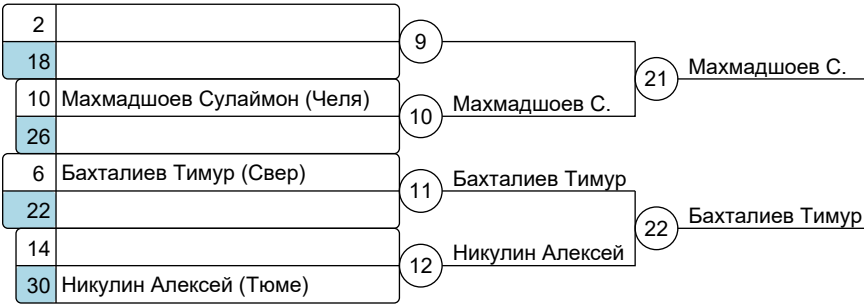 2
9
18
21 Махмадшоев С.
10 Махмадшоев Сулаймон (Челя)
10 Махмадшоев С.
26
6 Бахталиев Тимур (Свер)
11 Бахталиев Тимур
22
22 Бахталиев Тимур
14
12 Никулин Алексей
30 Никулин Алексей (Тюме)